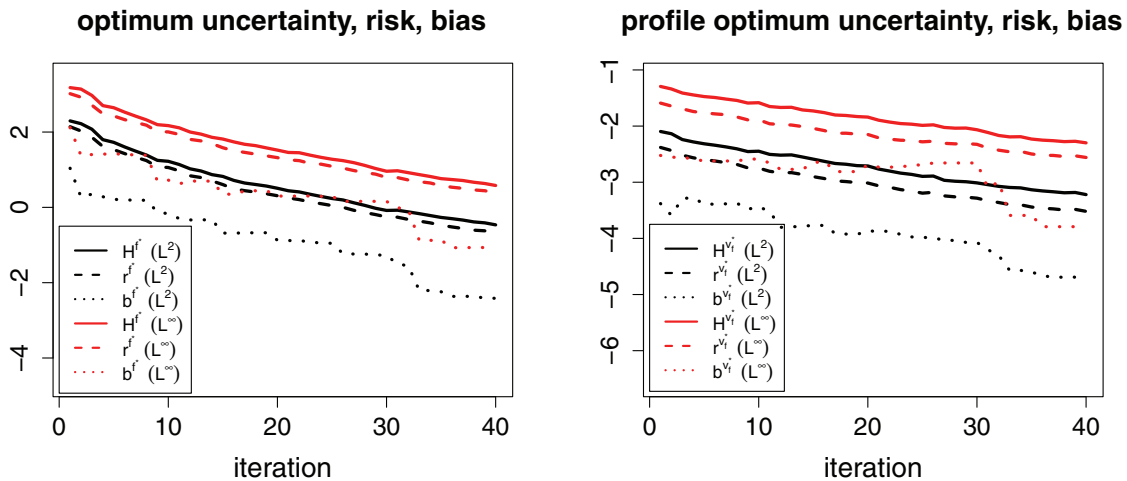 optimum uncertainty, risk, bias
2
0
−2
−4
H^{f*} (L²)
r^{f*} (L²)
b^{f*} (L²)
H^{f*} (L^∞)
r^{f*} (L^∞)
b^{f*} (L^∞)
0 10 20 30 40
iteration
profile optimum uncertainty, risk, bias
−1
−2
−3
−4
−5
−6
H^{v_f^*} (L²)
r^{v_f^*} (L²)
b^{v_f^*} (L²)
H^{v_f^*} (L^∞)
r^{v_f^*} (L^∞)
b^{v_f^*} (L^∞)
0 10 20 30 40
iteration